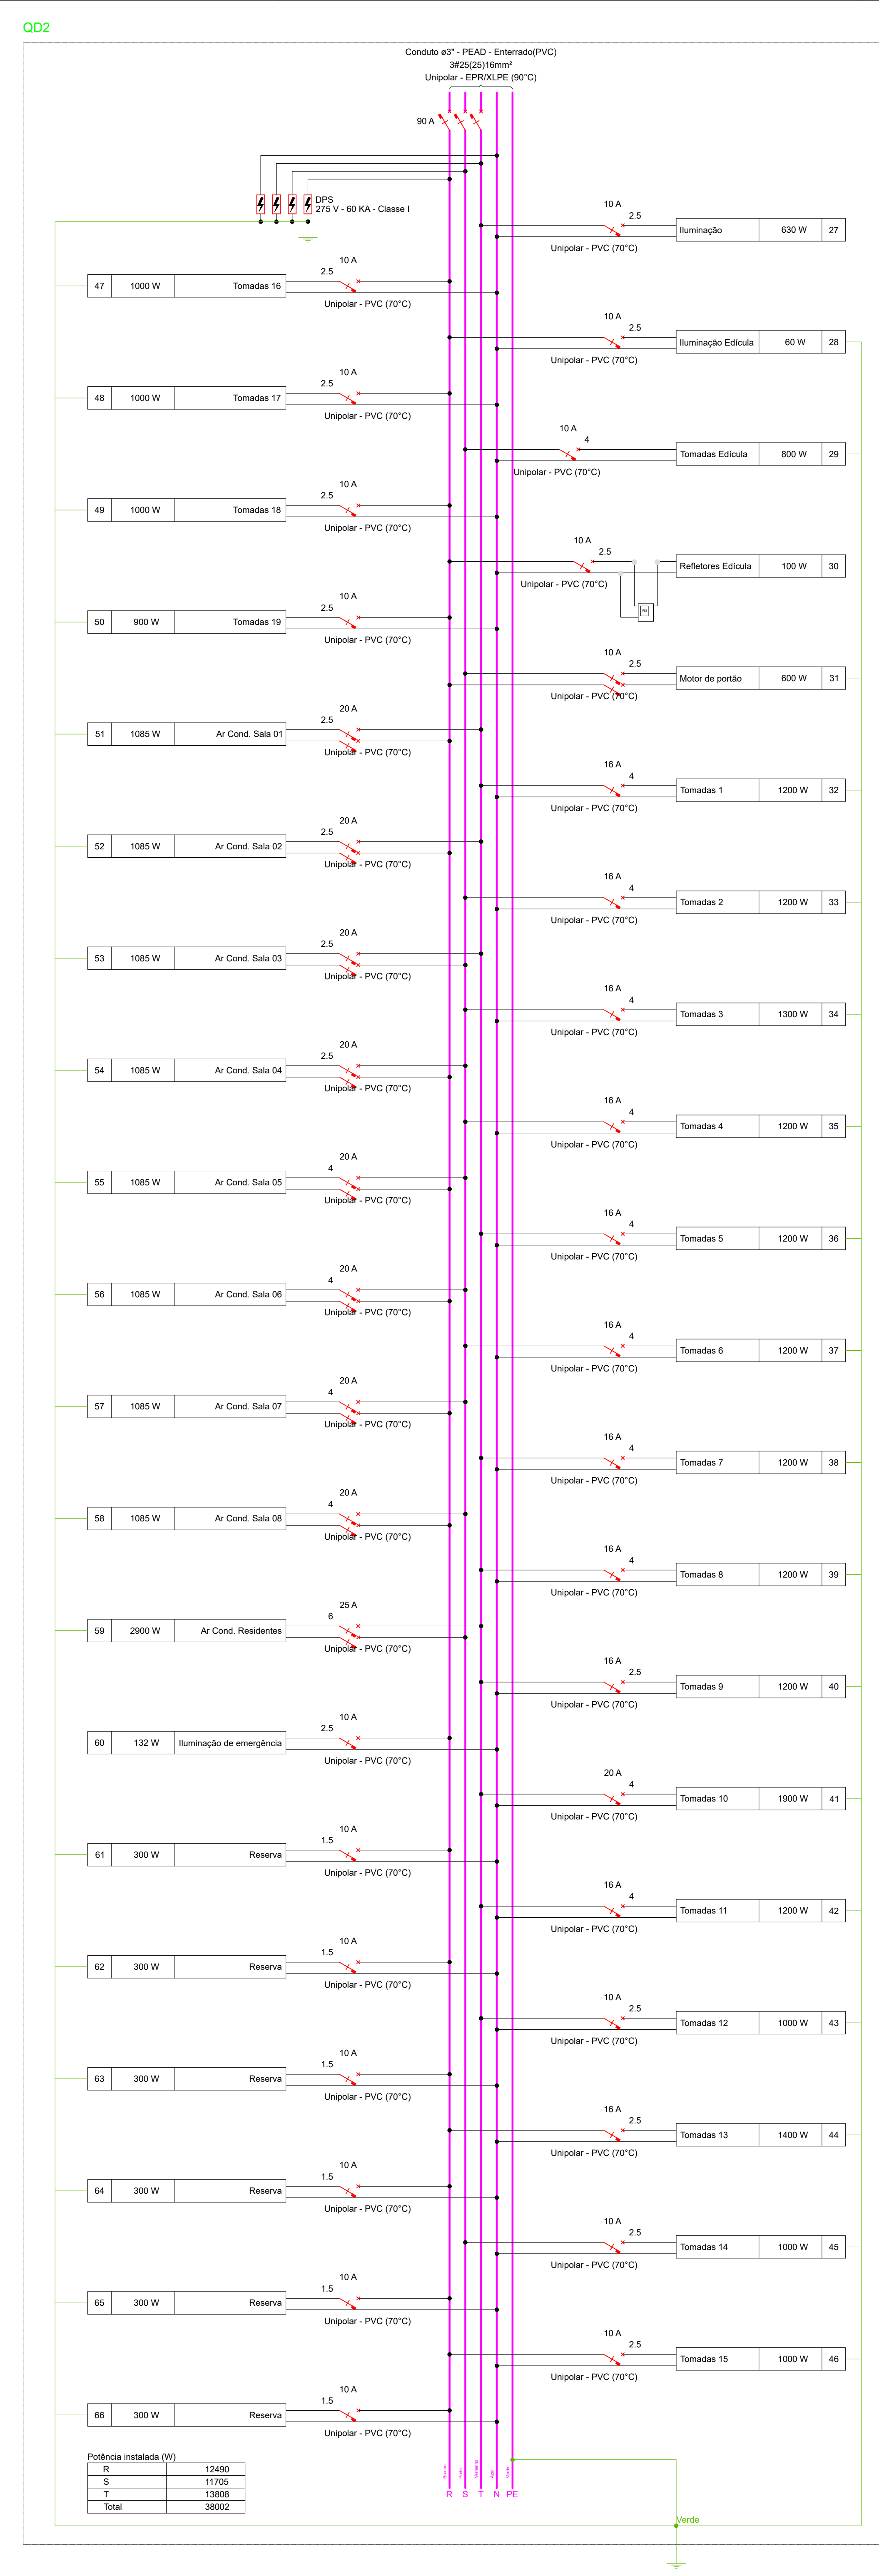 QD2
Conduto ø3" - PEAD - Enterrado(PVC)
3#25(25)16mm²
Unipolar - EPR/XLPE (90°C)
90 A
DPS
275 V - 60 KA - Classe I
10 A
2.5
Unipolar - PVC (70°C)
Iluminação 630 W 27
10 A
2.5
47 1000 W Tomadas 16
Unipolar - PVC (70°C)
10 A
2.5
Unipolar - PVC (70°C)
Iluminação Edícula 60 W 28
10 A
2.5
48 1000 W Tomadas 17
Unipolar - PVC (70°C)
10 A
4
Unipolar - PVC (70°C)
Tomadas Edícula 800 W 29
10 A
2.5
49 1000 W Tomadas 18
Unipolar - PVC (70°C)
10 A
2.5
Unipolar - PVC (70°C)
Refletores Edícula 100 W 30
10 A
2.5
50 900 W Tomadas 19
Unipolar - PVC (70°C)
10 A
2.5
Unipolar - PVC (70°C)
Motor de portão 600 W 31
20 A
2.5
51 1085 W Ar Cond. Sala 01
Unipolar - PVC (70°C)
16 A
4
Unipolar - PVC (70°C)
Tomadas 1 1200 W 32
20 A
2.5
52 1085 W Ar Cond. Sala 02
Unipolar - PVC (70°C)
16 A
4
Unipolar - PVC (70°C)
Tomadas 2 1200 W 33
20 A
2.5
53 1085 W Ar Cond. Sala 03
Unipolar - PVC (70°C)
16 A
4
Unipolar - PVC (70°C)
Tomadas 3 1300 W 34
20 A
2.5
54 1085 W Ar Cond. Sala 04
Unipolar - PVC (70°C)
16 A
4
Unipolar - PVC (70°C)
Tomadas 4 1200 W 35
20 A
4
55 1085 W Ar Cond. Sala 05
Unipolar - PVC (70°C)
16 A
4
Unipolar - PVC (70°C)
Tomadas 5 1200 W 36
20 A
4
56 1085 W Ar Cond. Sala 06
Unipolar - PVC (70°C)
16 A
4
Unipolar - PVC (70°C)
Tomadas 6 1200 W 37
20 A
4
57 1085 W Ar Cond. Sala 07
Unipolar - PVC (70°C)
16 A
4
Unipolar - PVC (70°C)
Tomadas 7 1200 W 38
20 A
4
58 1085 W Ar Cond. Sala 08
Unipolar - PVC (70°C)
16 A
4
Unipolar - PVC (70°C)
Tomadas 8 1200 W 39
25 A
6
59 2900 W Ar Cond. Residentes
Unipolar - PVC (70°C)
16 A
2.5
Unipolar - PVC (70°C)
Tomadas 9 1200 W 40
10 A
2.5
60 132 W Iluminação de emergência
Unipolar - PVC (70°C)
20 A
4
Unipolar - PVC (70°C)
Tomadas 10 1900 W 41
10 A
1.5
61 300 W Reserva
Unipolar - PVC (70°C)
16 A
4
Unipolar - PVC (70°C)
Tomadas 11 1200 W 42
10 A
1.5
62 300 W Reserva
Unipolar - PVC (70°C)
10 A
2.5
Unipolar - PVC (70°C)
Tomadas 12 1000 W 43
10 A
1.5
63 300 W Reserva
Unipolar - PVC (70°C)
16 A
2.5
Unipolar - PVC (70°C)
Tomadas 13 1400 W 44
10 A
1.5
64 300 W Reserva
Unipolar - PVC (70°C)
10 A
2.5
Unipolar - PVC (70°C)
Tomadas 14 1000 W 45
10 A
1.5
65 300 W Reserva
Unipolar - PVC (70°C)
10 A
2.5
Unipolar - PVC (70°C)
Tomadas 15 1000 W 46
10 A
1.5
66 300 W Reserva
Unipolar - PVC (70°C)
Potência instalada (W)
R 12490
S 11705
T 13808
Total 38002
Branco
Preto
Vermelho
Azul
Verde
R S T N PE
Verde